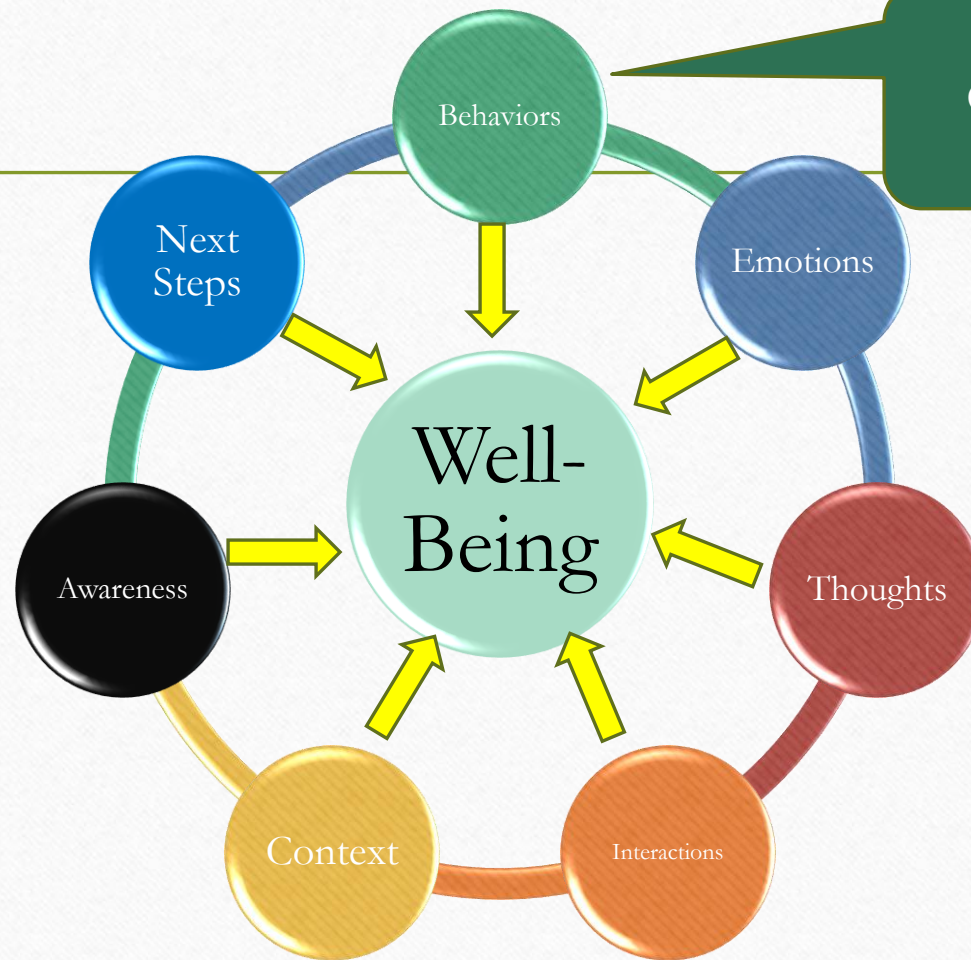 Behaviors
Emotions
Thoughts
Interactions
Context
Awareness
Next
Steps
Well-
Being